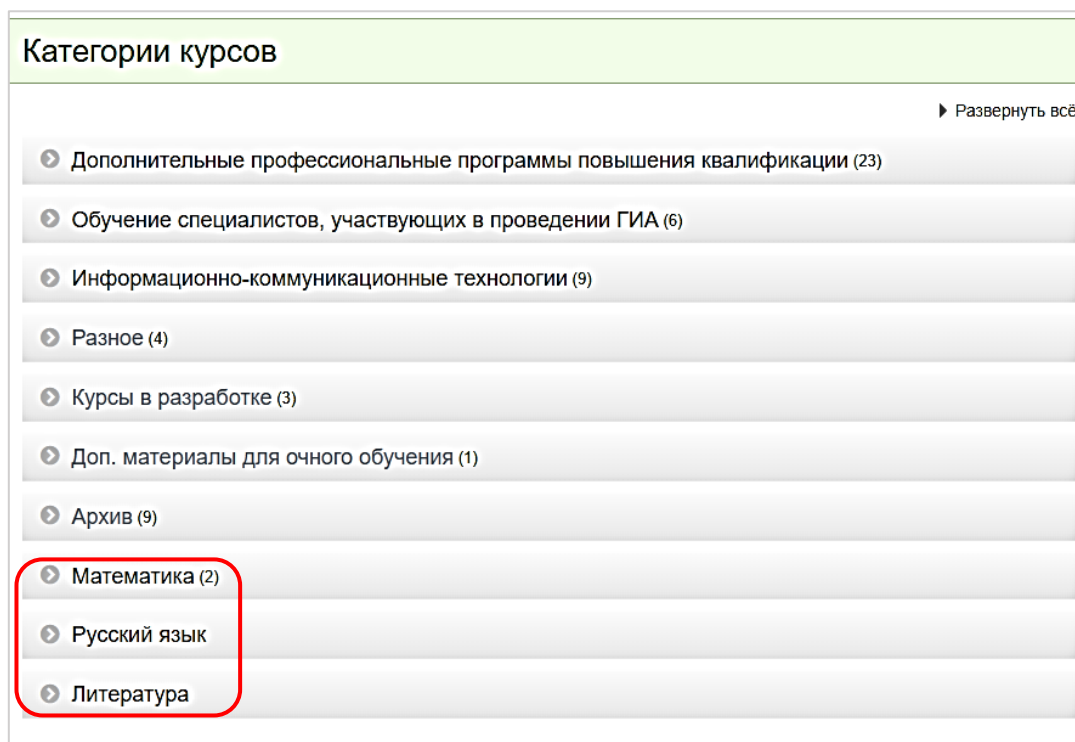 Категории курсов
Развернуть всё
Дополнительные профессиональные программы повышения квалификации (23)
Обучение специалистов, участвующих в проведении ГИА (6)
Информационно-коммуникационные технологии (9)
Разное (4)
Курсы в разработке (3)
Доп. материалы для очного обучения (1)
Архив (9)
Математика (2)
Русский язык
Литература